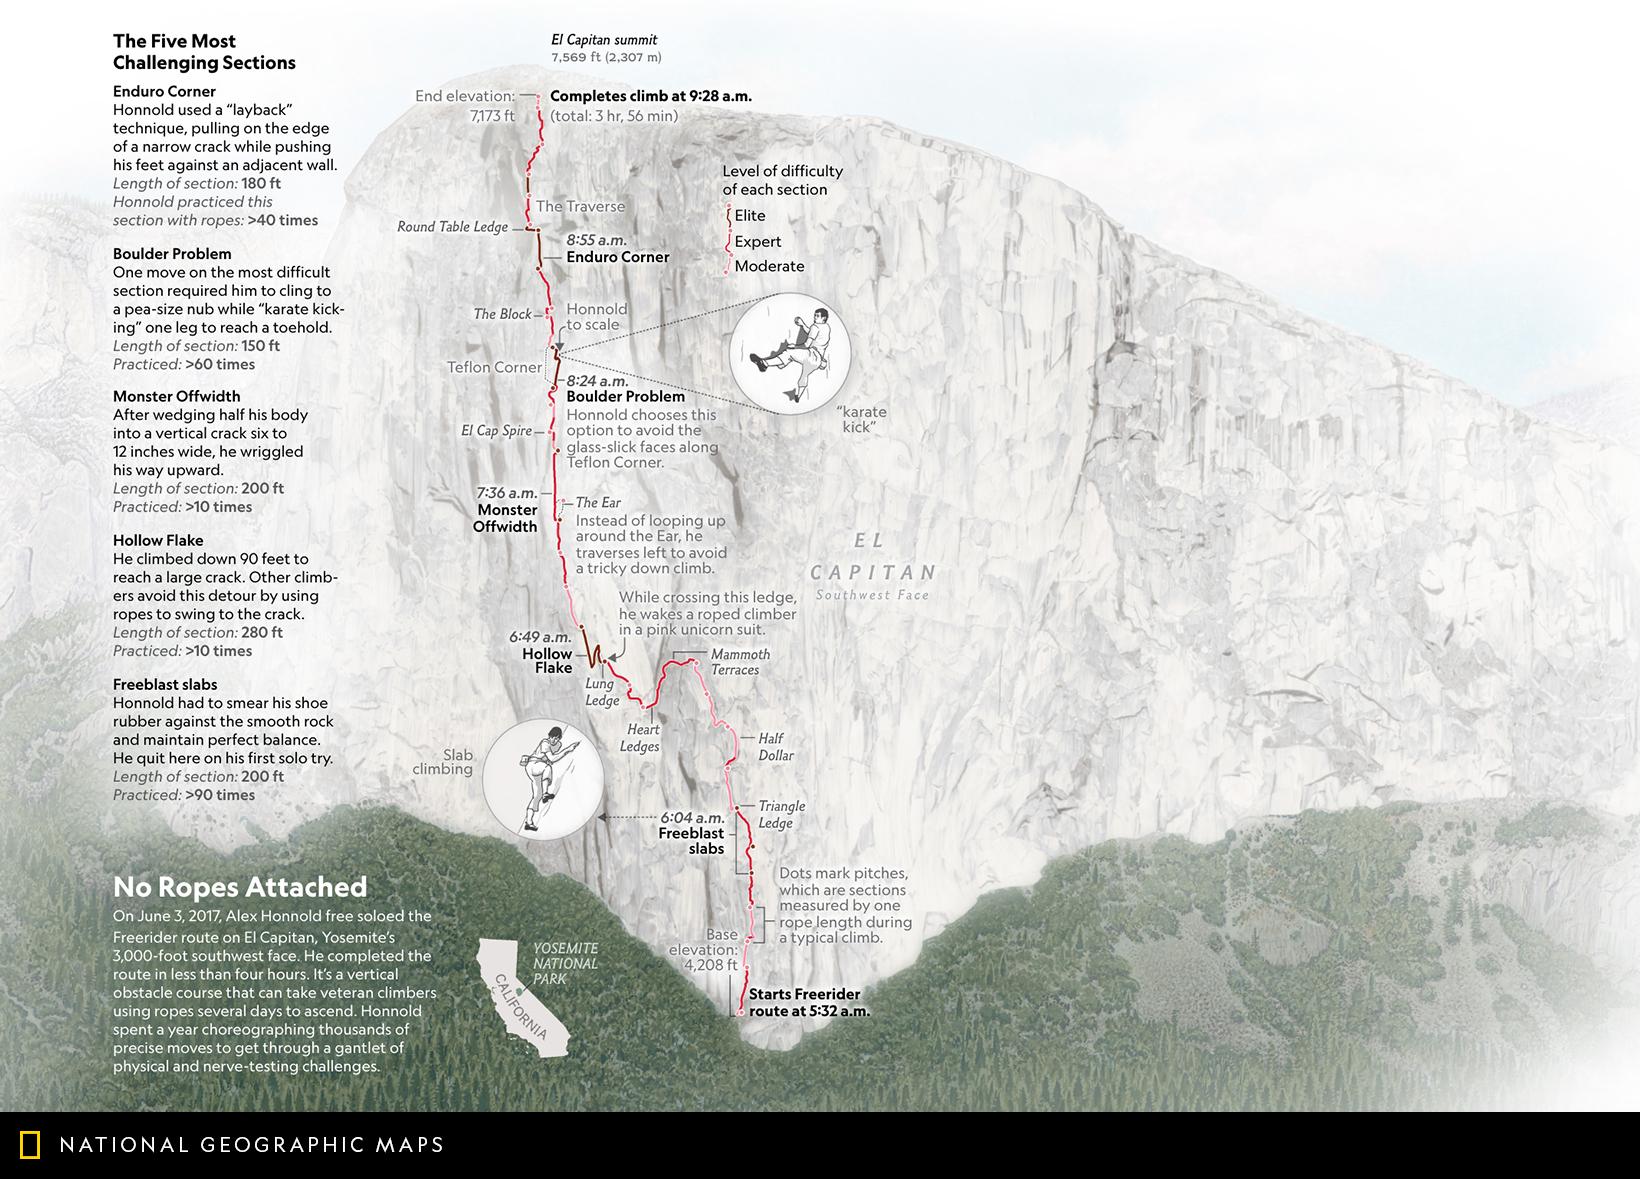 The Five Most
Challenging Sections
Enduro Corner
Honnold used a “layback”
technique, pulling on the edge
of a narrow crack while pushing
his feet against an adjacent wall.
Length of section: 180 ft
Honnold practiced this
section with ropes: >40 times
Boulder Problem
One move on the most difficult
section required him to cling to
a pea-size nub while “karate kick-
ing” one leg to reach a toehold.
Length of section: 150 ft
Practiced: >60 times
Monster Offwidth
After wedging half his body
into a vertical crack six to
12 inches wide, he wriggled
his way upward.
Length of section: 200 ft
Practiced: >10 times
Hollow Flake
He climbed down 90 feet to
reach a large crack. Other climb-
ers avoid this detour by using
ropes to swing to the crack.
Length of section: 280 ft
Practiced: >10 times
Freeblast slabs
Honnold had to smear his shoe
rubber against the smooth rock
and maintain perfect balance.
He quit here on his first solo try.
Length of section: 200 ft
Practiced: >90 times
No Ropes Attached
On June 3, 2017, Alex Honnold free soloed the
Freerider route on El Capitan, Yosemite’s
3,000-foot southwest face. He completed the
route in less than four hours. It’s a vertical
obstacle course that can take veteran climbers
using ropes several days to ascend. Honnold
spent a year choreographing thousands of
precise moves to get through a gantlet of
physical and nerve-testing challenges.
El Capitan summit
7,569 ft (2,307 m)
End elevation:
7,173 ft
Completes climb at 9:28 a.m.
(total: 3 hr, 56 min)
Level of difficulty
of each section
Elite
Expert
Moderate
The Traverse
Round Table Ledge
8:55 a.m.
Enduro Corner
The Block
Honnold
to scale
Teflon Corner
8:24 a.m.
Boulder Problem
Honnold chooses this
option to avoid the
glass-slick faces along
Teflon Corner.
“karate
kick”
El Cap Spire
7:36 a.m.
Monster
Offwidth
The Ear
Instead of looping up
around the Ear, he
traverses left to avoid
a tricky down climb.
EL
CAPITAN
Southwest Face
While crossing this ledge,
he wakes a roped climber
in a pink unicorn suit.
6:49 a.m.
Hollow
Flake
Mammoth
Terraces
Lung
Ledge
Heart
Ledges
Half
Dollar
Slab
climbing
Triangle
Ledge
6:04 a.m.
Freeblast
slabs
Dots mark pitches,
which are sections
measured by one
rope length during
a typical climb.
Base
elevation:
4,208 ft
Starts Freerider
route at 5:32 a.m.
YOSEMITE
NATIONAL
PARK
CALIFORNIA
NATIONAL GEOGRAPHIC MAPS